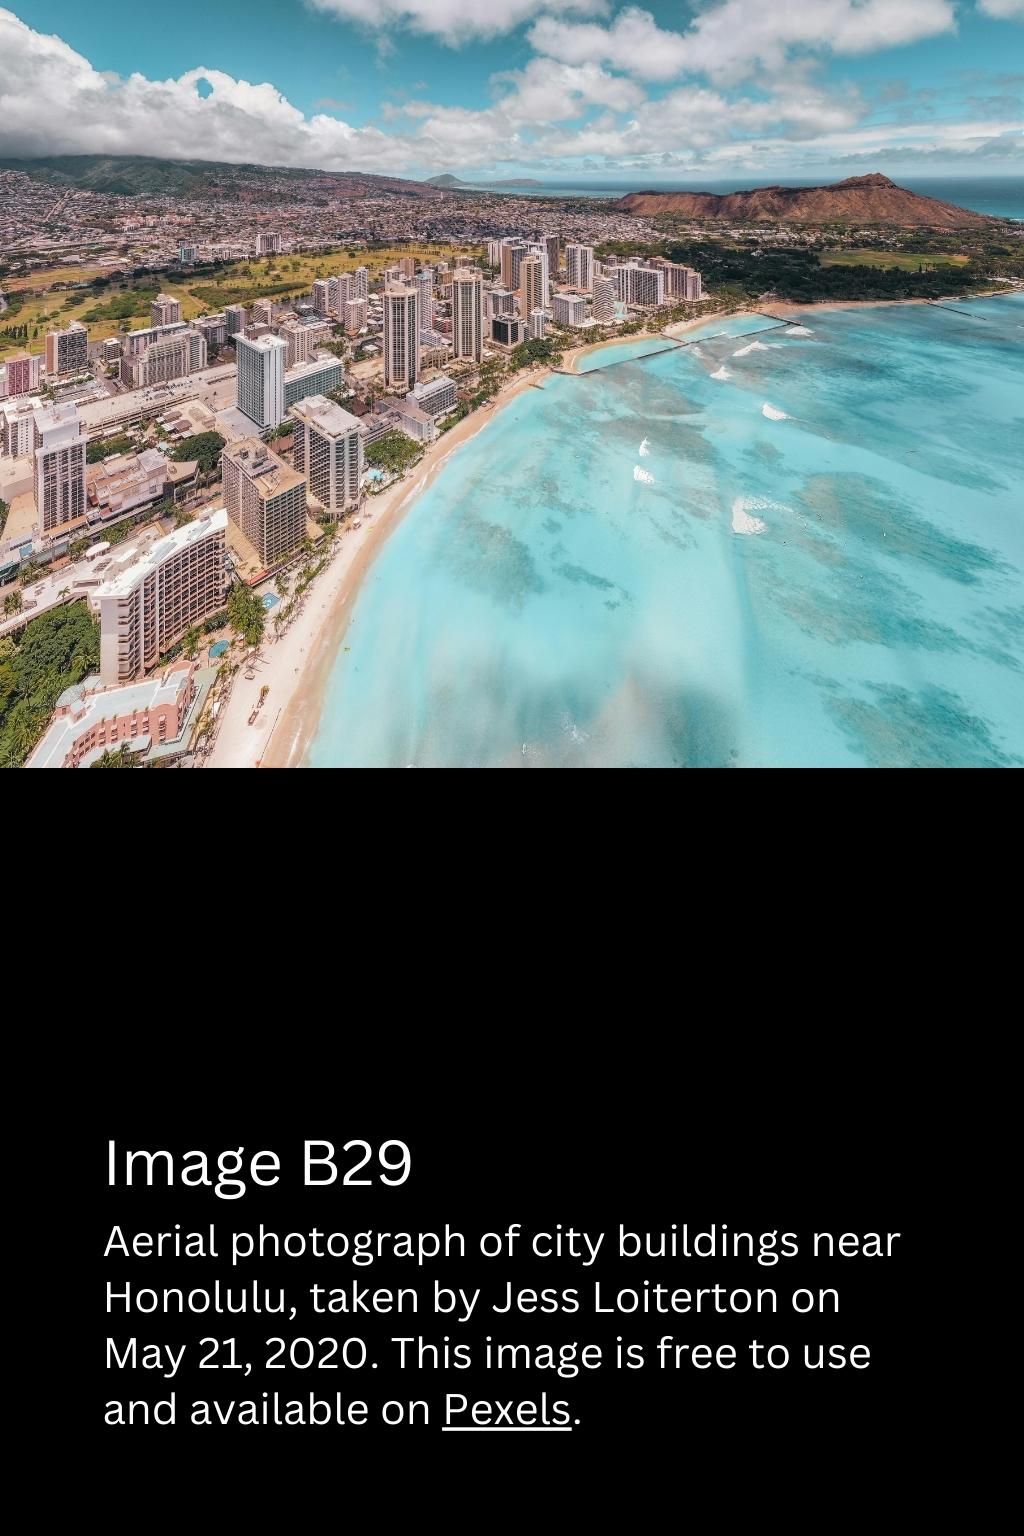 Image B29
Aerial photograph of city buildings near
Honolulu, taken by Jess Loiterton on
May 21, 2020. This image is free to use
and available on Pexels.